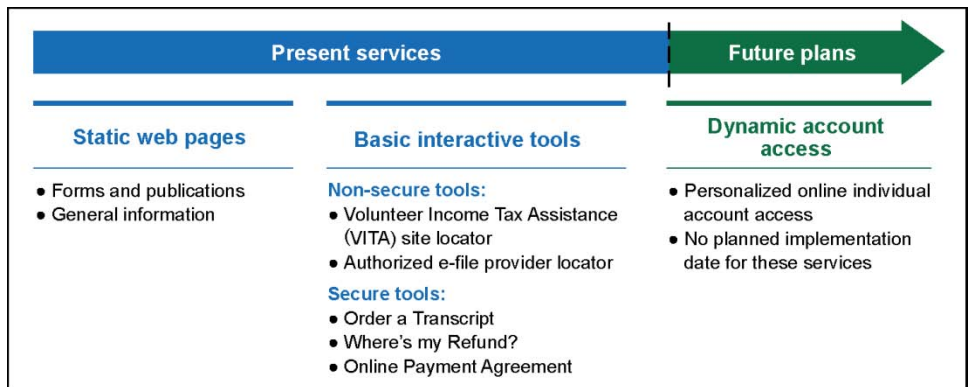 Present services
Future plans
Static web pages
● Forms and publications
● General information
Basic interactive tools
Non-secure tools:
● Volunteer Income Tax Assistance
(VITA) site locator
● Authorized e-file provider locator
Secure tools:
● Order a Transcript
● Where's my Refund?
● Online Payment Agreement
Dynamic account
access
● Personalized online individual
account access
● No planned implementation
date for these services